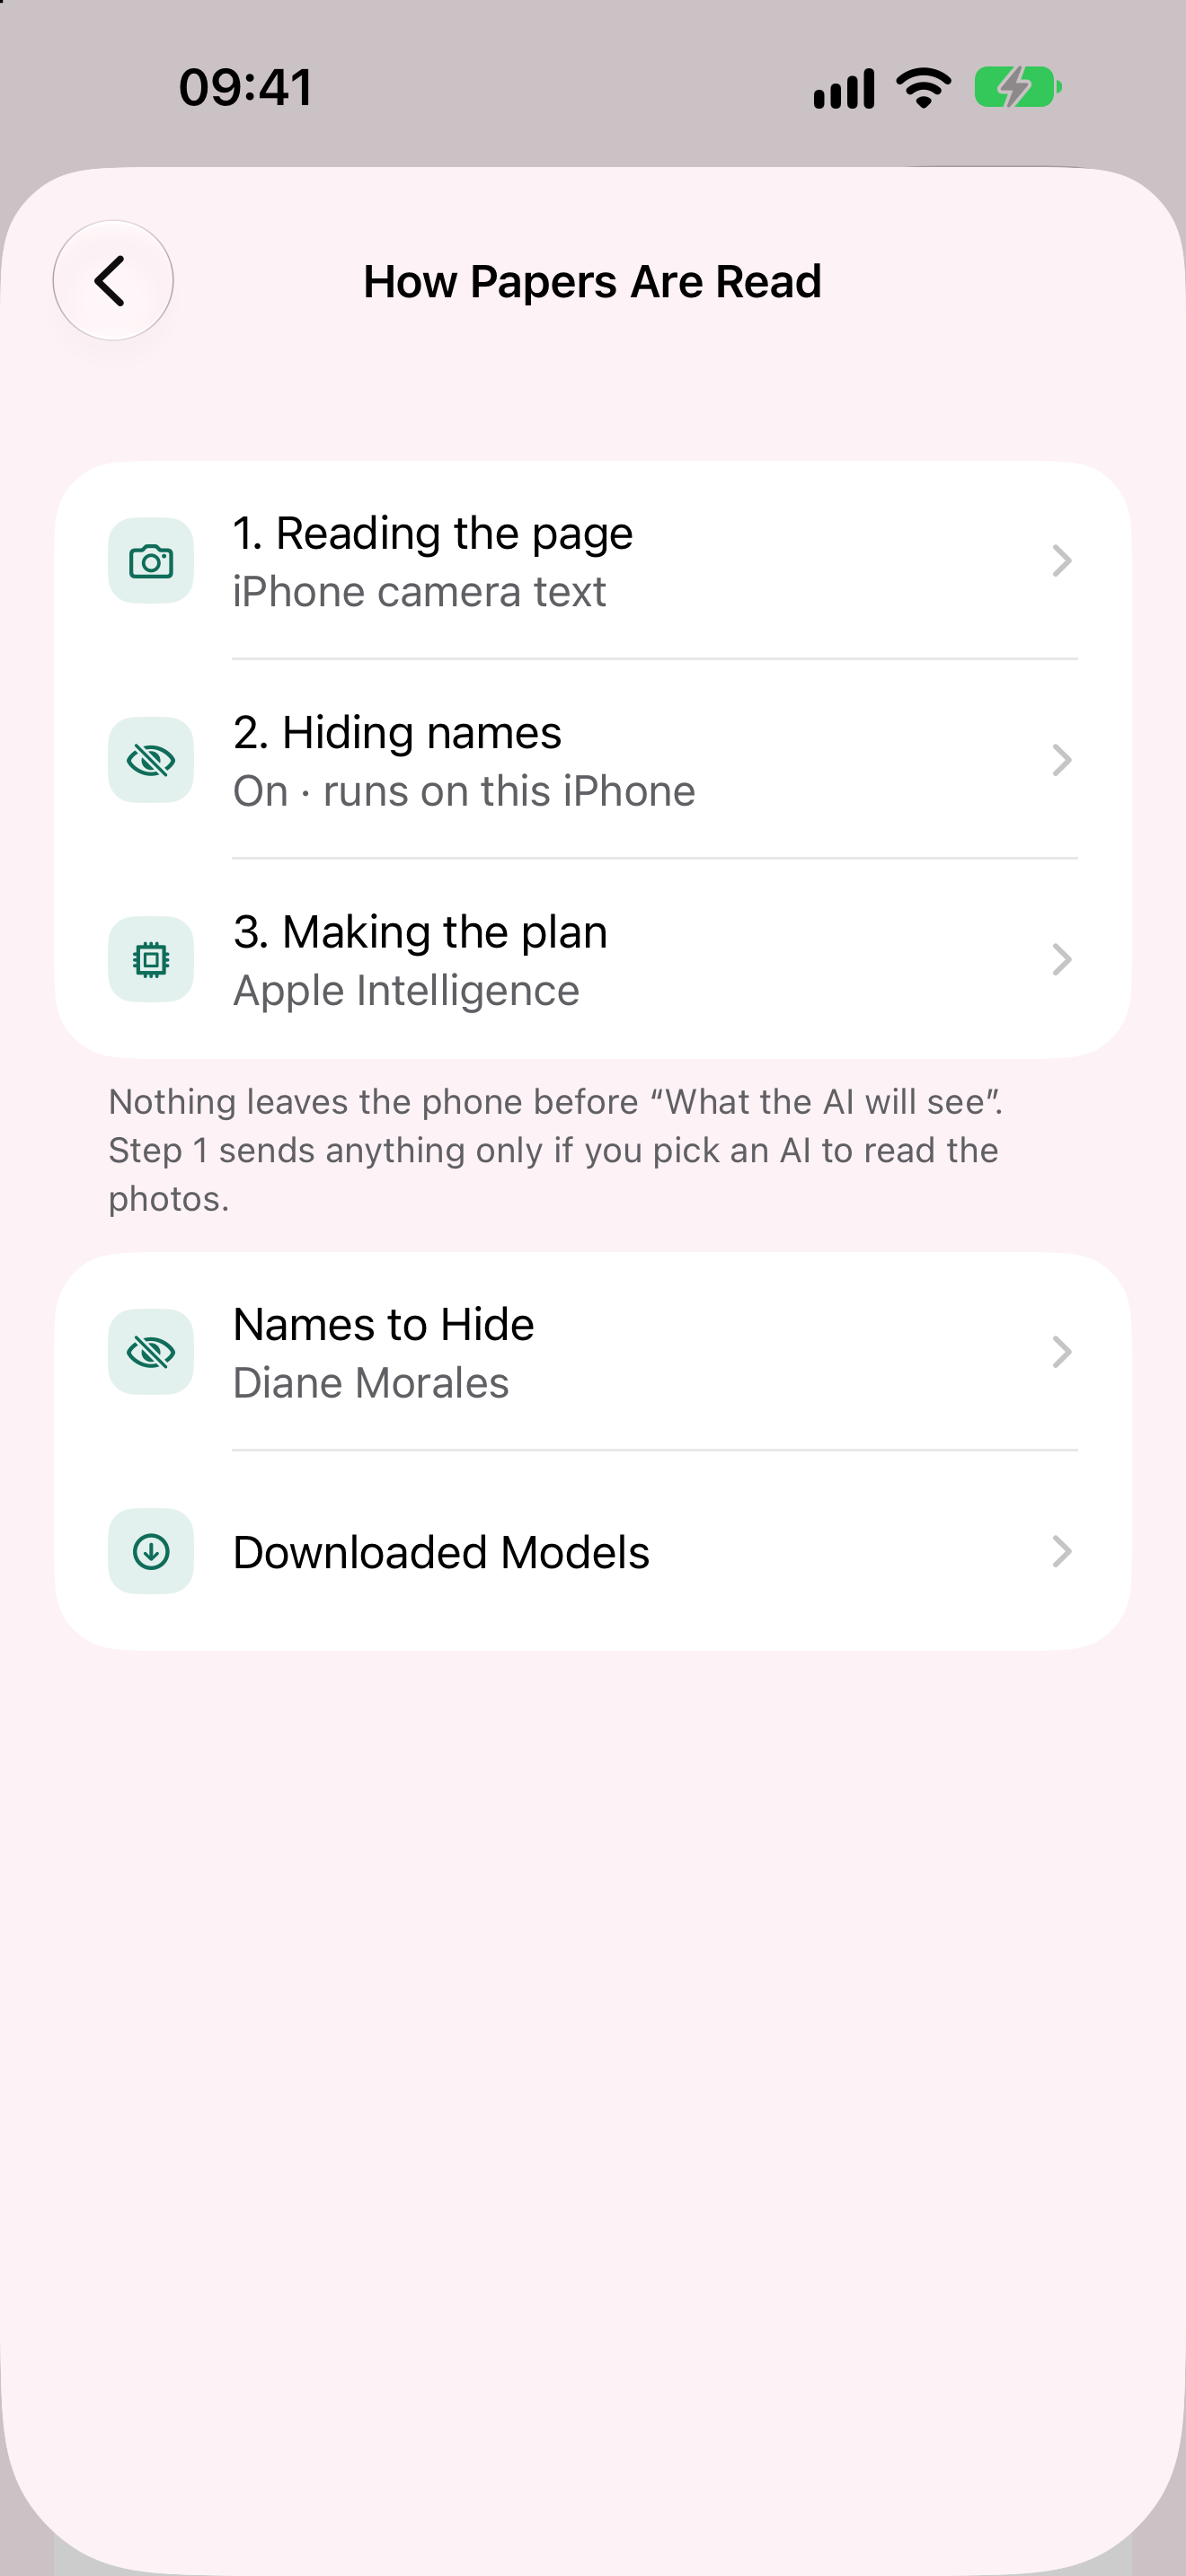 09:41
How Papers Are Read
1. Reading the page
iPhone camera text
2. Hiding names
On · runs on this iPhone
3. Making the plan
Apple Intelligence
Nothing leaves the phone before “What the AI will see”.
Step 1 sends anything only if you pick an AI to read the
photos.
Names to Hide
Diane Morales
Downloaded Models